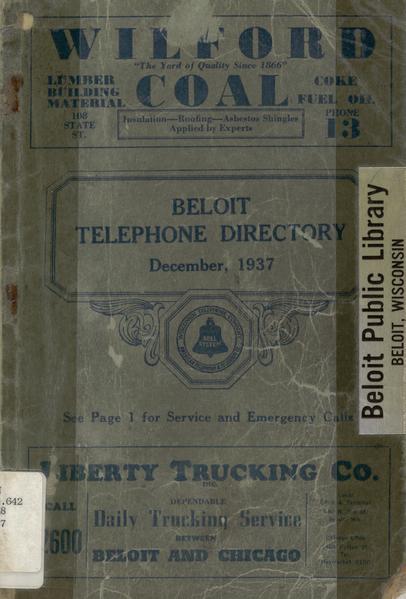 WILFORD
"The Yard of Quality Since 1866"
LUMBER
BUILDING
MATERIAL
108
STATE
ST.
COAL
COKE
FUEL OIL
PHONE
13
Insulation—Roofing—Asbestos Shingles
Applied by Experts
BELOIT
TELEPHONE DIRECTORY
December, 1937
BELL
SYSTEM
See Page 1 for Service and Emergency Calls
Beloit Public Library
BELOIT, WISCONSIN
LIBERTY TRUCKING CO.
INC.
CALL
2600
DEPENDABLE
Daily Trucking Service
BETWEEN
BELOIT AND CHICAGO
.642
8
7